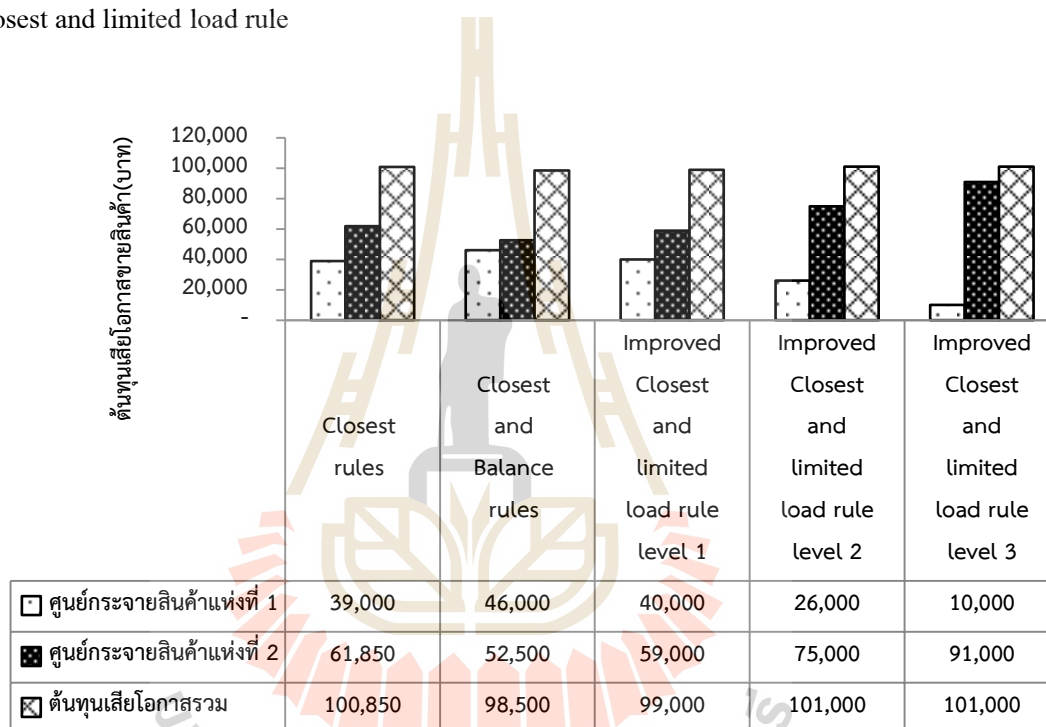 osest and limited load rule
ต้นทุนเสียโอกาสขายสินค้า(บาท)
120,000
100,000
80,000
60,000
40,000
20,000
-
Closest
rules
Closest
and
Balance
rules
Improved
Closest
and
limited
load rule
level 1
Improved
Closest
and
limited
load rule
level 2
Improved
Closest
and
limited
load rule
level 3
ศูนย์กระจายสินค้าแห่งที่ 1 39,000 46,000 40,000 26,000 10,000
ศูนย์กระจายสินค้าแห่งที่ 2 61,850 52,500 59,000 75,000 91,000
ต้นทุนเสียโอกาสรวม 100,850 98,500 99,000 101,000 101,000